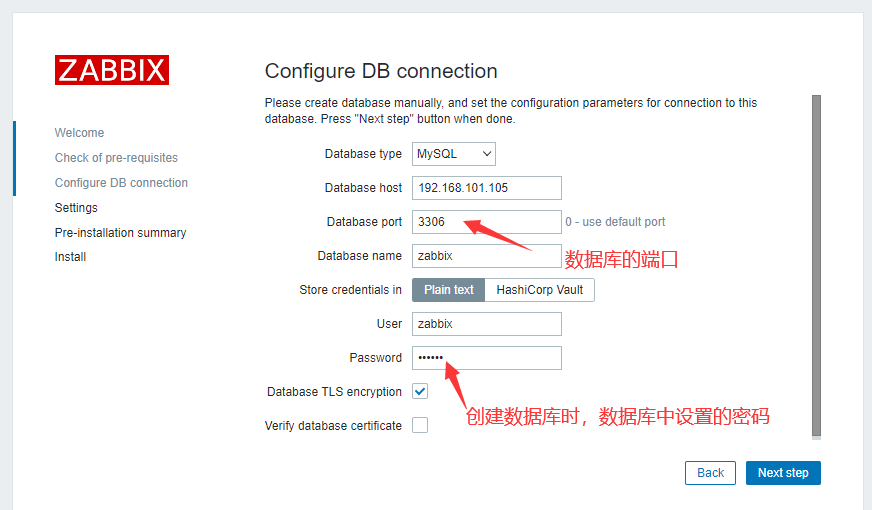 ZABBIX
Welcome
Check of pre-requisites
Configure DB connection
Settings
Pre-installation summary
Install
Configure DB connection
Please create database manually, and set the configuration parameters for connection to this
database. Press "Next step" button when done.
Database type MySQL
Database host 192.168.101.105
Database port 3306 0 - use default port
数据库的端口
Database name zabbix
Store credentials in Plain text HashiCorp Vault
User zabbix
Password ••••••
Database TLS encryption
创建数据库时，数据库中设置的密码
Verify database certificate
Back Next step